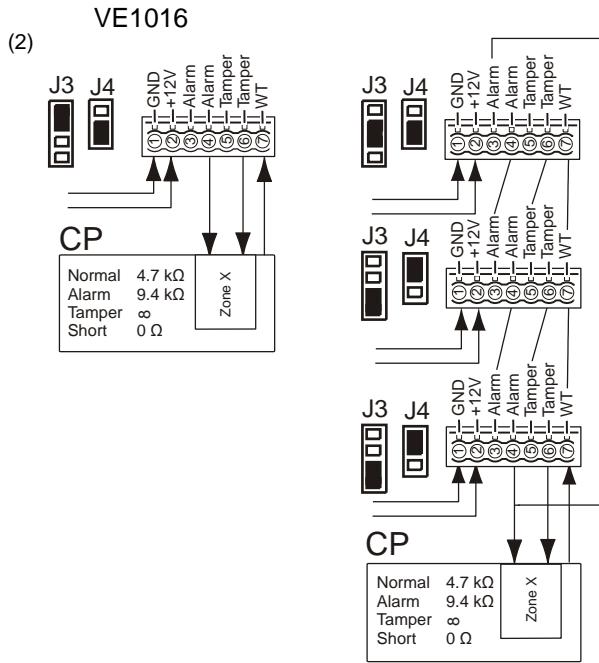 VE1016
(2)
J3 J4
GND
+12V
Alarm
Alarm
Tamper
Tamper
WT
1 2 3 4 5 6 7
CP
Normal 4.7 kΩ
Alarm 9.4 kΩ
Tamper ∞
Short 0 Ω
Zone X
J3 J4
GND
+12V
Alarm
Alarm
Tamper
Tamper
WT
1 2 3 4 5 6 7
J3 J4
GND
+12V
Alarm
Alarm
Tamper
Tamper
WT
1 2 3 4 5 6 7
J3 J4
GND
+12V
Alarm
Alarm
Tamper
Tamper
WT
1 2 3 4 5 6 7
CP
Normal 4.7 kΩ
Alarm 9.4 kΩ
Tamper ∞
Short 0 Ω
Zone X